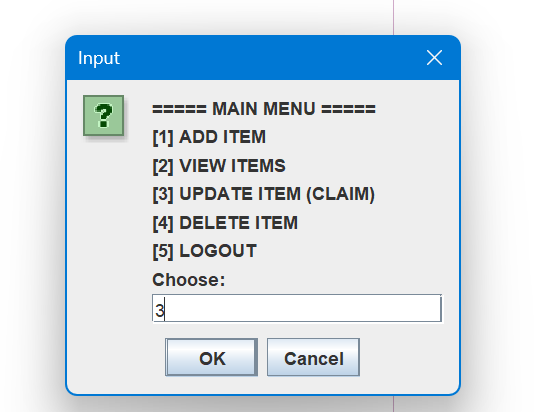 Input
===== MAIN MENU =====
[1] ADD ITEM
[2] VIEW ITEMS
[3] UPDATE ITEM (CLAIM)
[4] DELETE ITEM
[5] LOGOUT
Choose:
3
OK Cancel